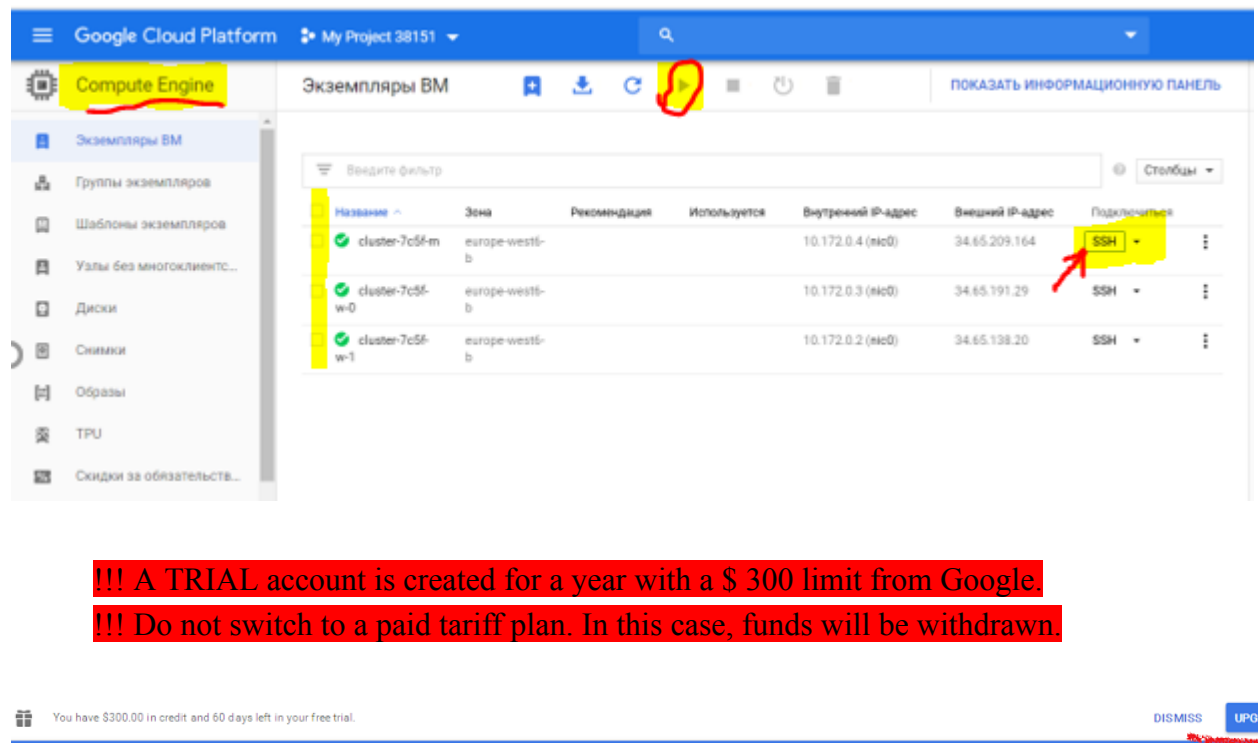 Google Cloud Platform My Project 38151
Compute Engine Экземпляры ВМ ПОКАЗАТЬ ИНФОРМАЦИОННУЮ ПАНЕЛЬ
Экземпляры ВМ
Группы экземпляров
Шаблоны экземпляров
Узлы без многоклиентс...
Диски
Снимки
Образы
TPU
Скидки за обязательств...
Введите фильтр Столбцы
Название Зона Рекомендация Используется Внутренний IP-адрес Внешний IP-адрес Подключиться
cluster-7c5f-m europe-west6-b 10.172.0.4 (nic0) 34.65.209.164 SSH
cluster-7c5f-w-0 europe-west6-b 10.172.0.3 (nic0) 34.65.191.29 SSH
cluster-7c5f-w-1 europe-west6-b 10.172.0.2 (nic0) 34.65.138.20 SSH
!!! A TRIAL account is created for a year with a $ 300 limit from Google.
!!! Do not switch to a paid tariff plan. In this case, funds will be withdrawn.
You have $300.00 in credit and 60 days left in your free trial. DISMISS UPG